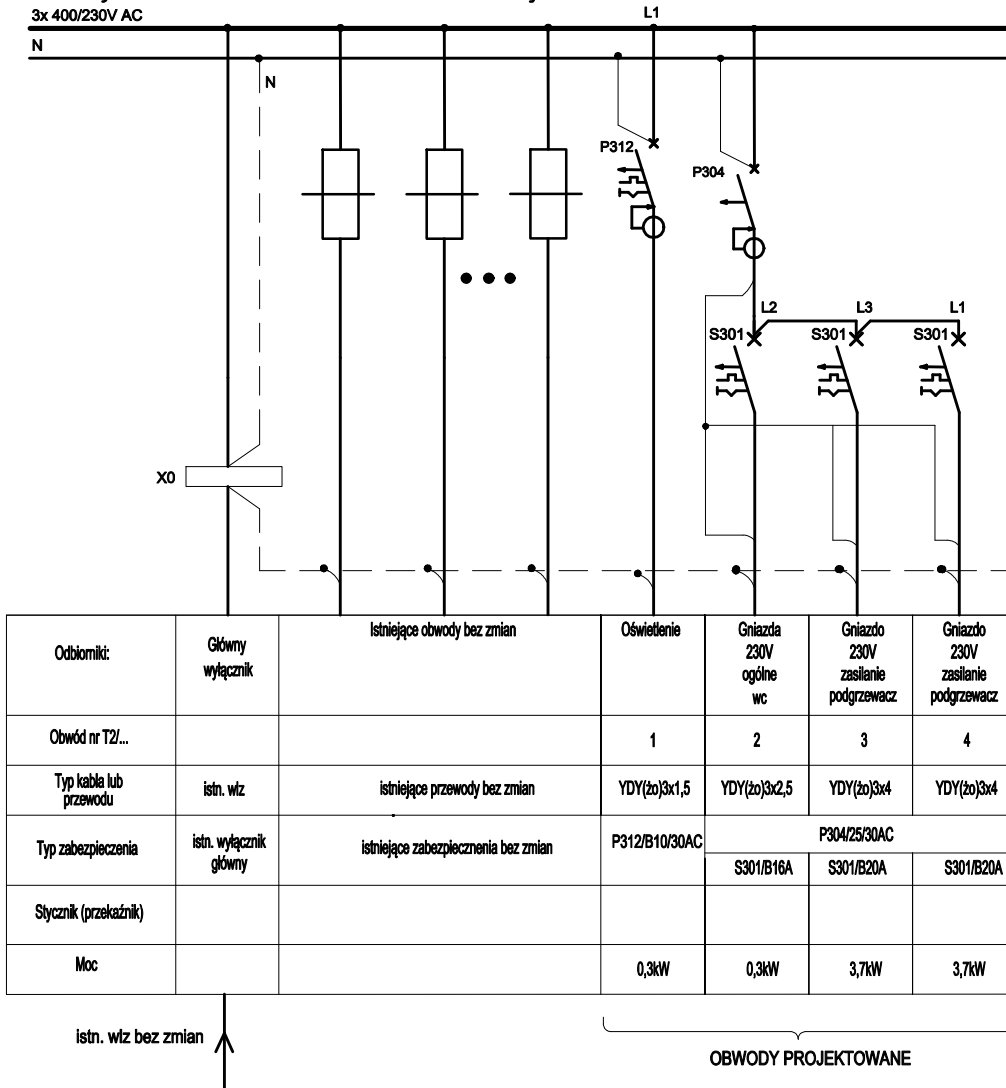 3x 400/230V AC
L1
N
N
P312
P304
L2
L3
L1
S301
S301
S301
X0
Odbiorniki:
Główny
wyłącznik
Istniejące obwody bez zmian
Oświetlenie
Gniazda
230V
ogólne
wc
Gniazdo
230V
zasilanie
podgrzewacz
Gniazdo
230V
zasilanie
podgrzewacz
Obwód nr T2/...
1
2
3
4
Typ kabla lub
przewodu
istn. wlz
istniejące przewody bez zmian
YDY(żo)3x1,5
YDY(żo)3x2,5
YDY(żo)3x4
YDY(żo)3x4
Typ zabezpieczenia
istn. wyłącznik
główny
istniejące zabezpiecznenia bez zmian
P312/B10/30AC
P304/25/30AC
S301/B16A
S301/B20A
S301/B20A
Stycznik (przekaźnik)
Moc
0,3kW
0,3kW
3,7kW
3,7kW
istn. wlz bez zmian
OBWODY PROJEKTOWANE